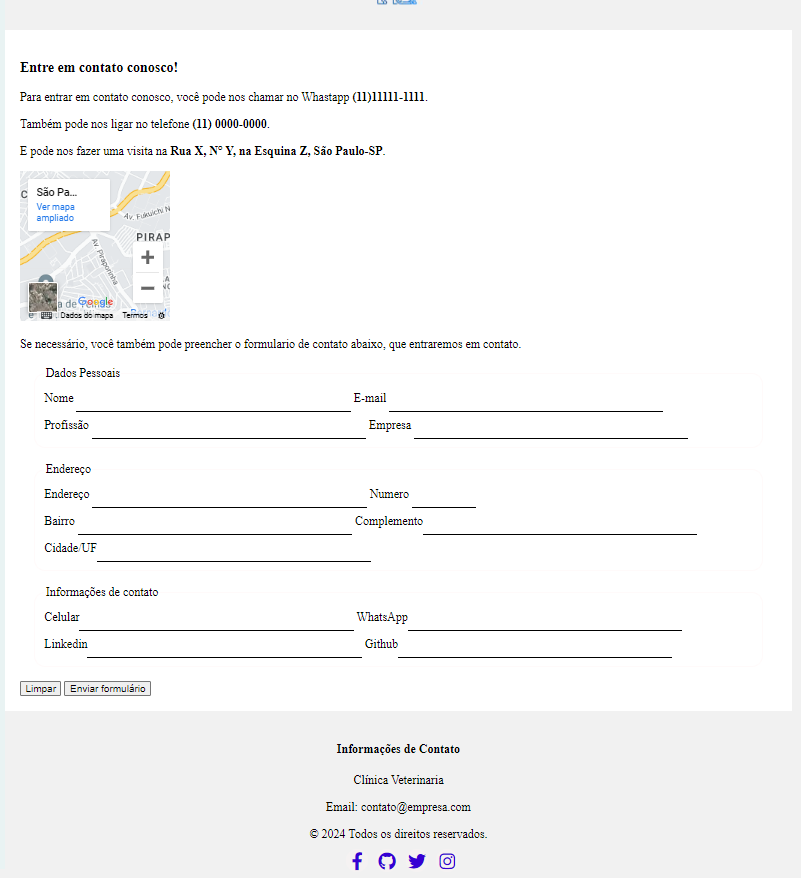 Entre em contato conosco!
Para entrar em contato conosco, você pode nos chamar no Whastapp (11)11111-1111.
Também pode nos ligar no telefone (11) 0000-0000.
E pode nos fazer uma visita na Rua X, N° Y, na Esquina Z, São Paulo-SP.
São Pa...
Ver mapa
ampliado
Av. Fukuichi N
PIRAP
Av. Piraporinha
Google
Dados do mapa Termos
Se necessário, você também pode preencher o formulario de contato abaixo, que entraremos em contato.
Dados Pessoais
Nome E-mail
Profissão Empresa
Endereço
Endereço Numero
Bairro Complemento
Cidade/UF
Informações de contato
Celular WhatsApp
Linkedin Github
Limpar Enviar formulário
Informações de Contato
Clínica Veterinaria
Email: contato@empresa.com
© 2024 Todos os direitos reservados.